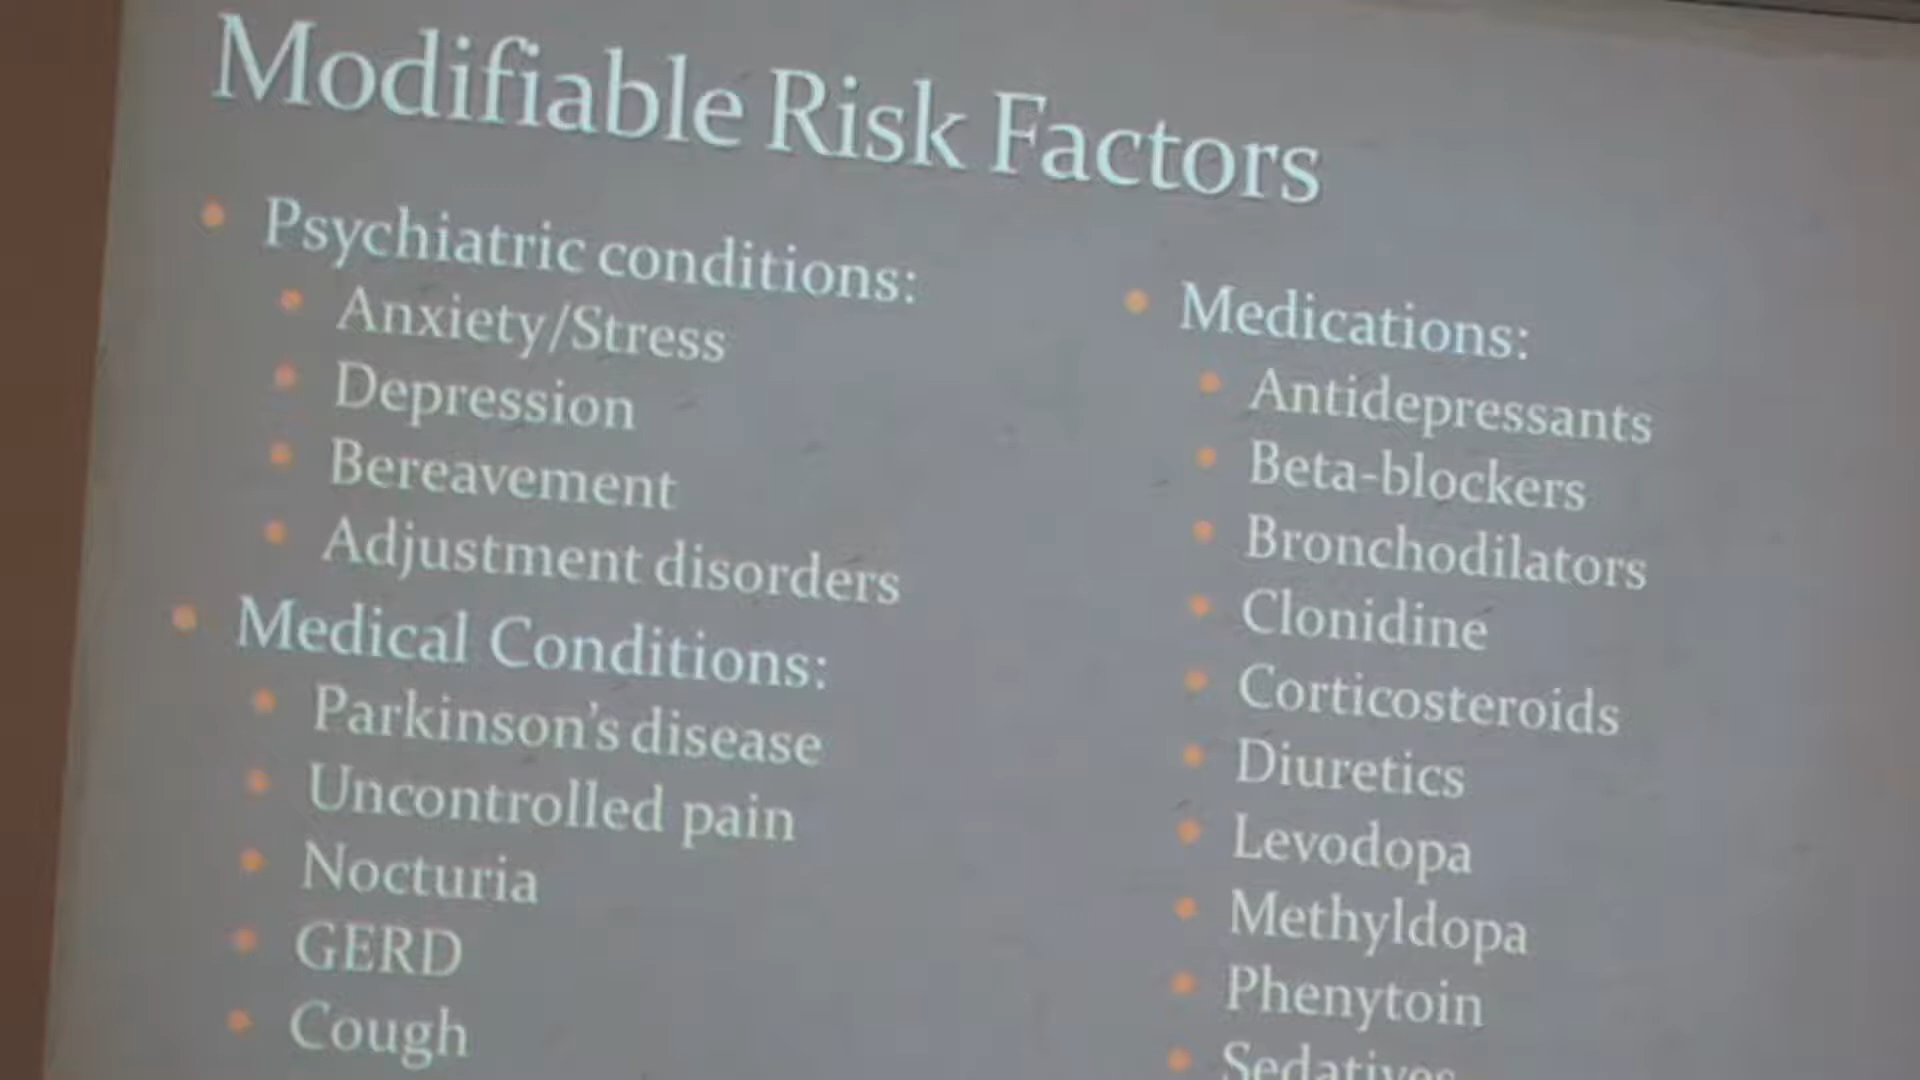 Modifiable Risk Factors
Psychiatric conditions:
Anxiety/Stress
Depression
Bereavement
Adjustment disorders
Medical Conditions:
Parkinson's disease
Uncontrolled pain
Nocturia
GERD
Cough
Medications:
Antidepressants
Beta-blockers
Bronchodilators
Clonidine
Corticosteroids
Diuretics
Levodopa
Methyldopa
Phenytoin
Sedatives